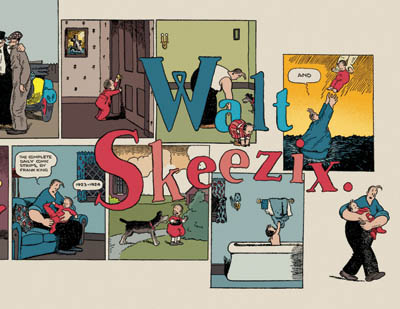 Walt
AND
Skeezix.
THE COMPLETE
DAILY COMIC
STRIPS, BY
FRANK KING
1923-1924